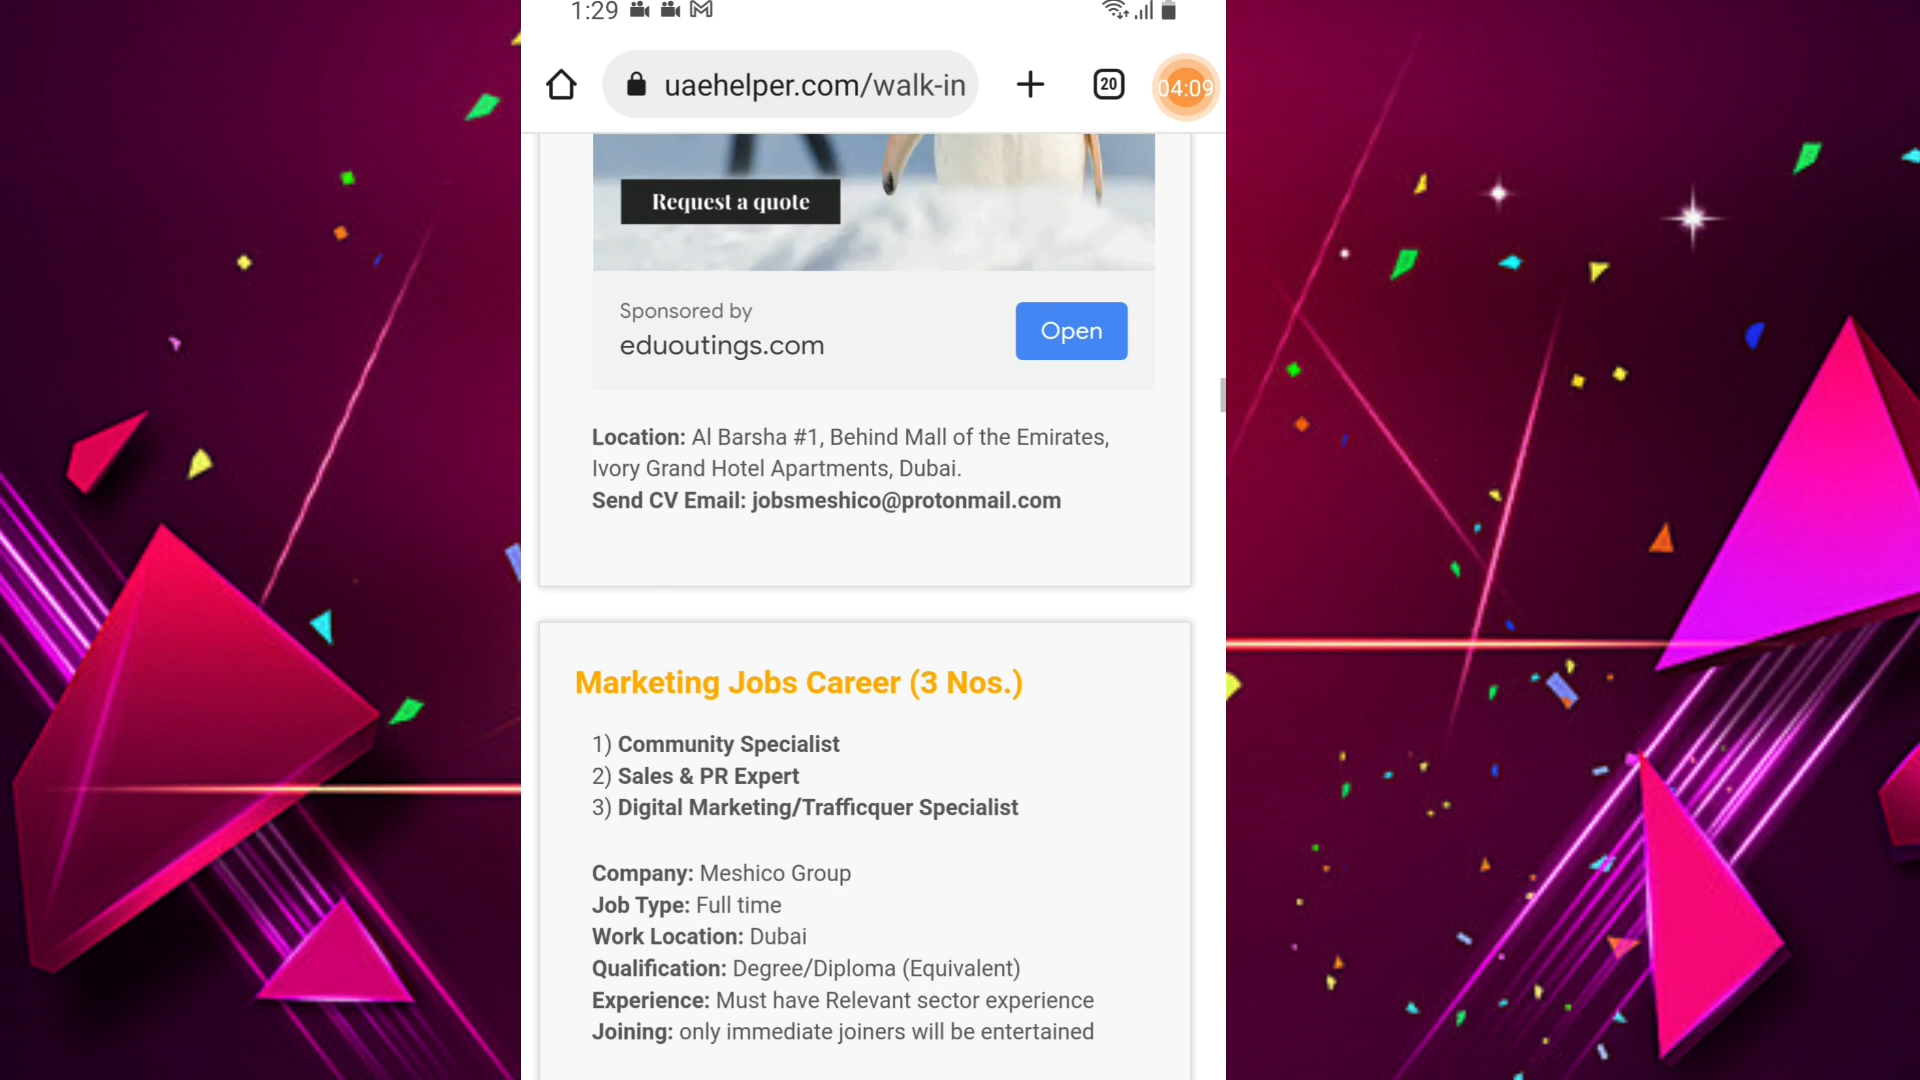 1:29
uaehelper.com/walk-in
20
04:09
Request a quote
Sponsored by
eduoutings.com
Open
Location: Al Barsha #1, Behind Mall of the Emirates,
Ivory Grand Hotel Apartments, Dubai.
Send CV Email: jobsmeshico@protonmail.com
Marketing Jobs Career (3 Nos.)
1) Community Specialist
2) Sales & PR Expert
3) Digital Marketing/Trafficquer Specialist
Company: Meshico Group
Job Type: Full time
Work Location: Dubai
Qualification: Degree/Diploma (Equivalent)
Experience: Must have Relevant sector experience
Joining: only immediate joiners will be entertained